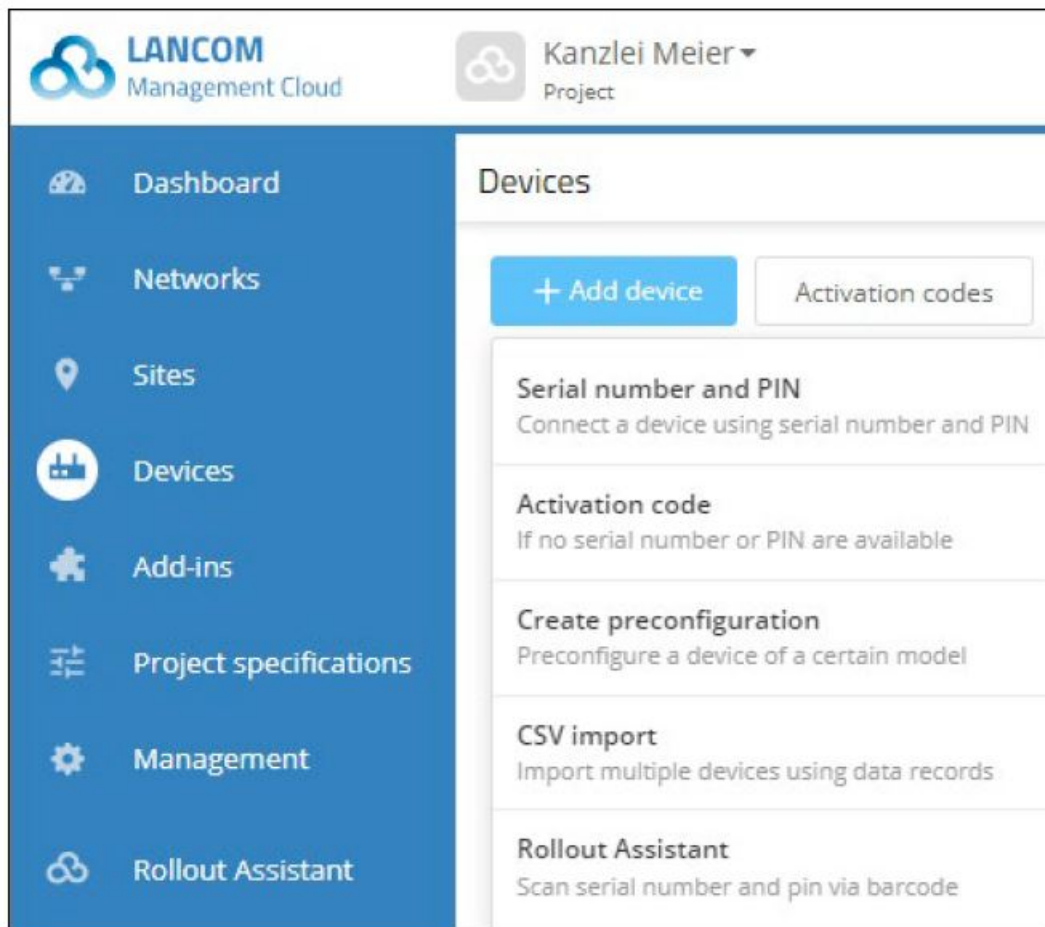 LANCOM
Management Cloud
Kanzlei Meier
Project
Dashboard
Networks
Sites
Devices
Add-ins
Project specifications
Management
Rollout Assistant
Devices
+ Add device
Activation codes
Serial number and PIN
Connect a device using serial number and PIN
Activation code
If no serial number or PIN are available
Create preconfiguration
Preconfigure a device of a certain model
CSV import
Import multiple devices using data records
Rollout Assistant
Scan serial number and pin via barcode